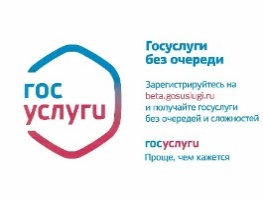 гос
услуги
Госуслуги
без очереди
Зарегистрируйтесь на
beta.gosuslugi.ru
и получайте госуслуги
без очередей и сложностей
госуслуги
Проще, чем кажется